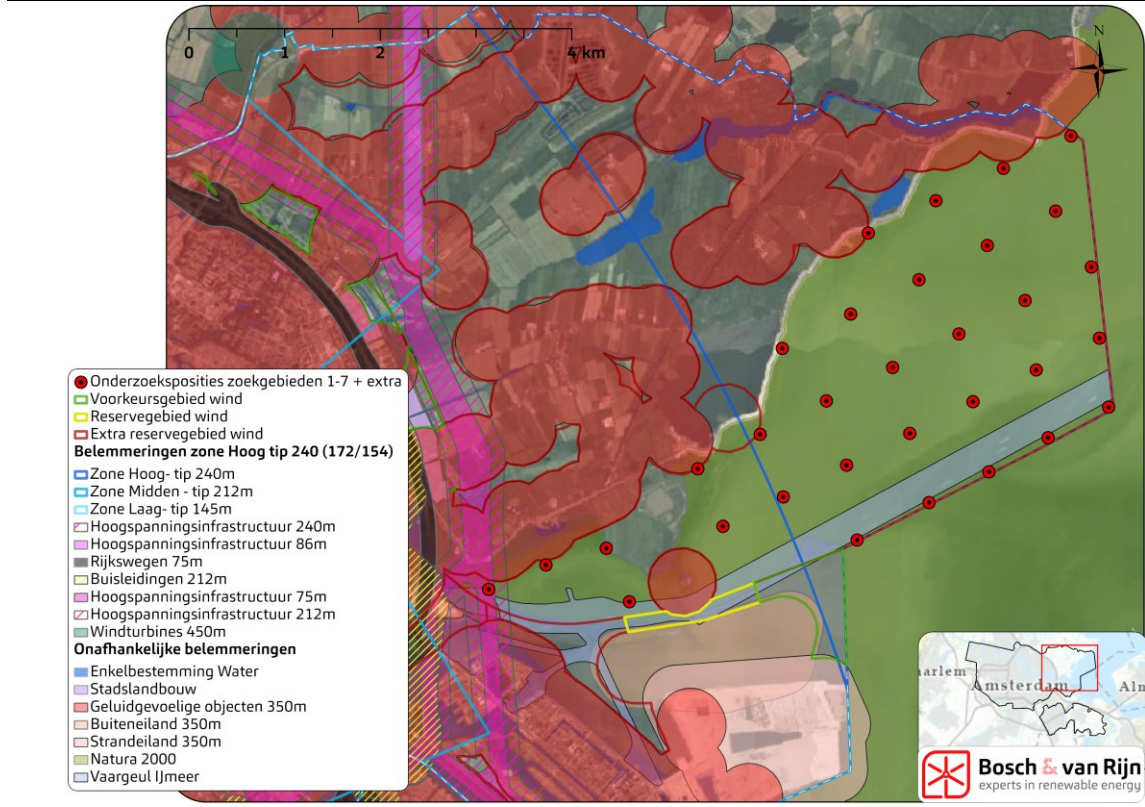 N
0 1 2 4 km
Onderzoeksposities zoekgebieden 1-7 + extra
Voorkeursgebied wind
Reservegebied wind
Extra reservegebied wind
Belemmeringen zone Hoog tip 240 (172/154)
Zone Hoog- tip 240m
Zone Midden - tip 212m
Zone Laag- tip 145m
Hoogspanningsinfrastructuur 240m
Hoogspanningsinfrastructuur 86m
Rijkswegen 75m
Buisleidingen 212m
Hoogspanningsinfrastructuur 75m
Hoogspanningsinfrastructuur 212m
Windturbines 450m
Onafhankelijke belemmeringen
Enkelbestemming Water
Stadslandbouw
Geluidgevoelige objecten 350m
Buiteneiland 350m
Strandeiland 350m
Natura 2000
Vaargeul IJmeer
aarlem
Amsterdam
Alm
Bosch & van Rijn
experts in renewable energy